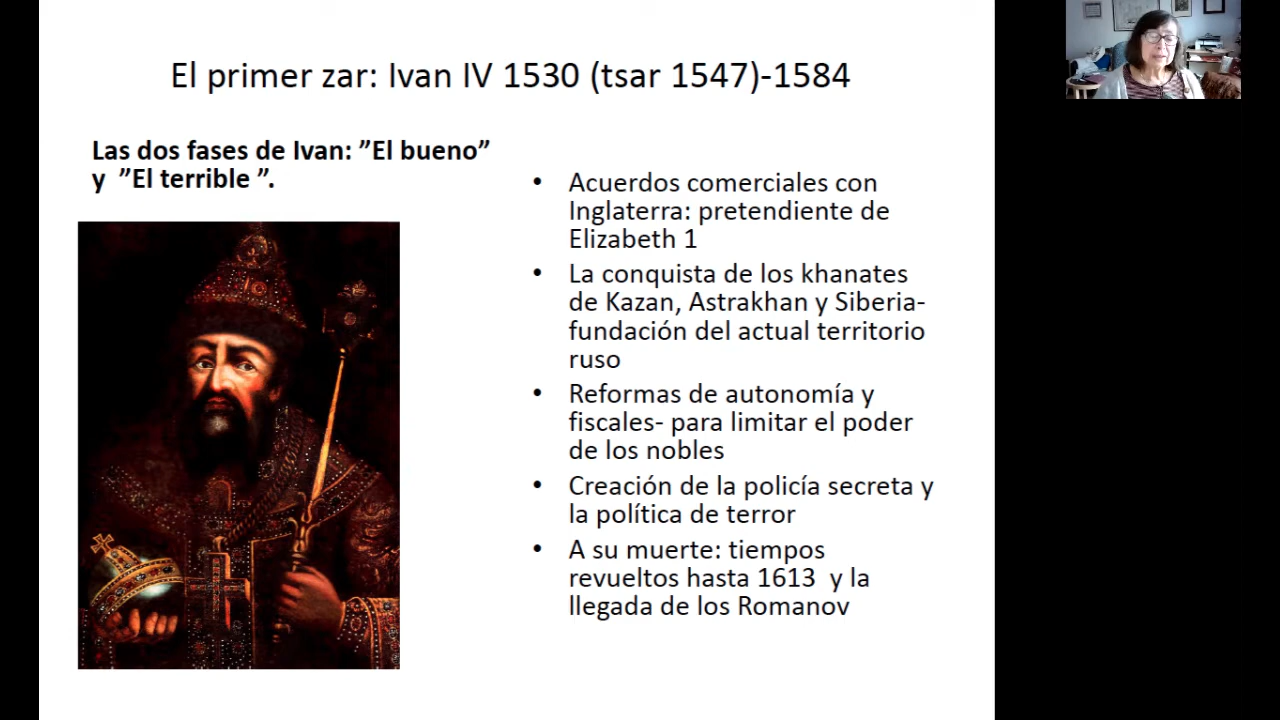 El primer zar: Ivan IV 1530 (tsar 1547)-1584
Las dos fases de Ivan: ”El bueno”
y ”El terrible ”.
• Acuerdos comerciales con
Inglaterra: pretendiente de
Elizabeth 1
• La conquista de los khanates
de Kazan, Astrakhan y Siberia-
fundación del actual territorio
ruso
• Reformas de autonomía y
fiscales- para limitar el poder
de los nobles
• Creación de la policía secreta y
la política de terror
• A su muerte: tiempos
revueltos hasta 1613 y la
llegada de los Romanov